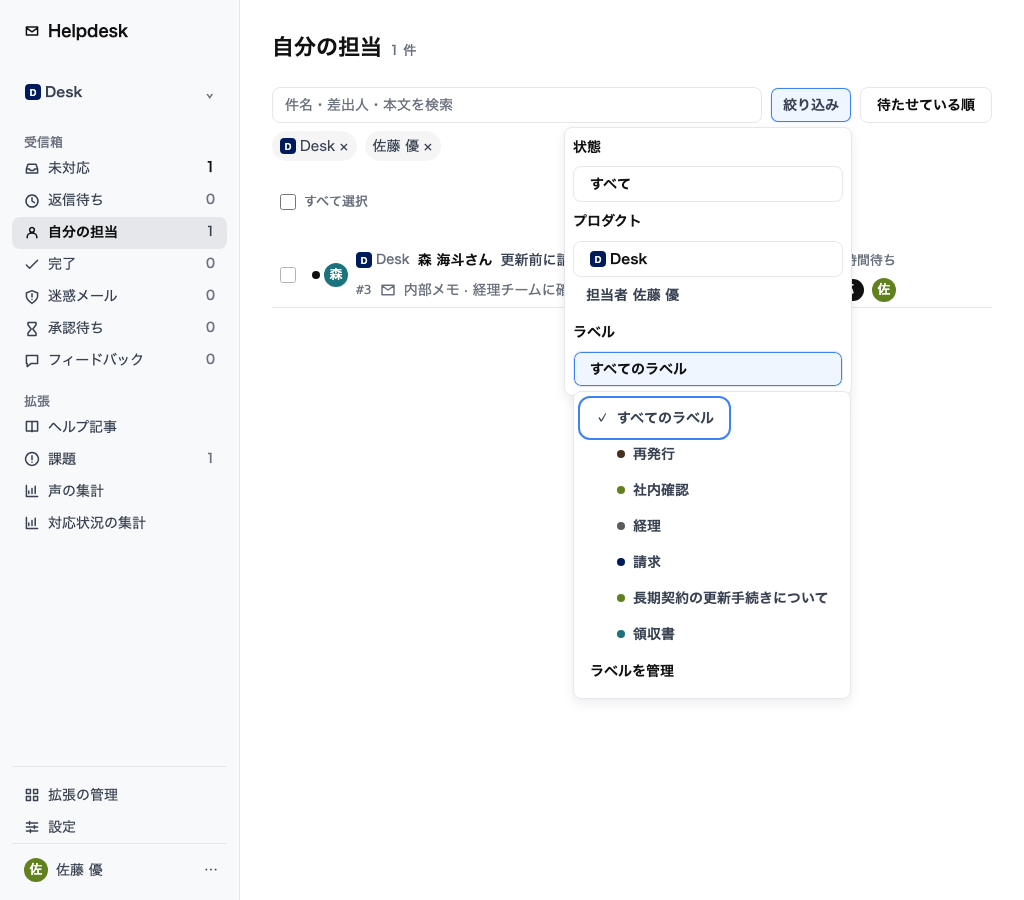 Helpdesk
D Desk
受信箱
未対応 1
返信待ち 0
自分の担当 1
完了 0
迷惑メール 0
承認待ち 0
フィードバック 0
拡張
ヘルプ記事
課題 1
声の集計
対応状況の集計
拡張の管理
設定
佐 佐藤 優 …
自分の担当 1 件
件名・差出人・本文を検索 絞り込み 待たせている順
D Desk × 佐藤 優 ×
すべて選択
森 D Desk 森 海斗さん 更新前に 時間待ち
#3 内部メモ · 経理チームに確 佐
状態
すべて
プロダクト
D Desk
担当者 佐藤 優
ラベル
すべてのラベル
✓ すべてのラベル
再発行
社内確認
経理
請求
長期契約の更新手続きについて
領収書
ラベルを管理